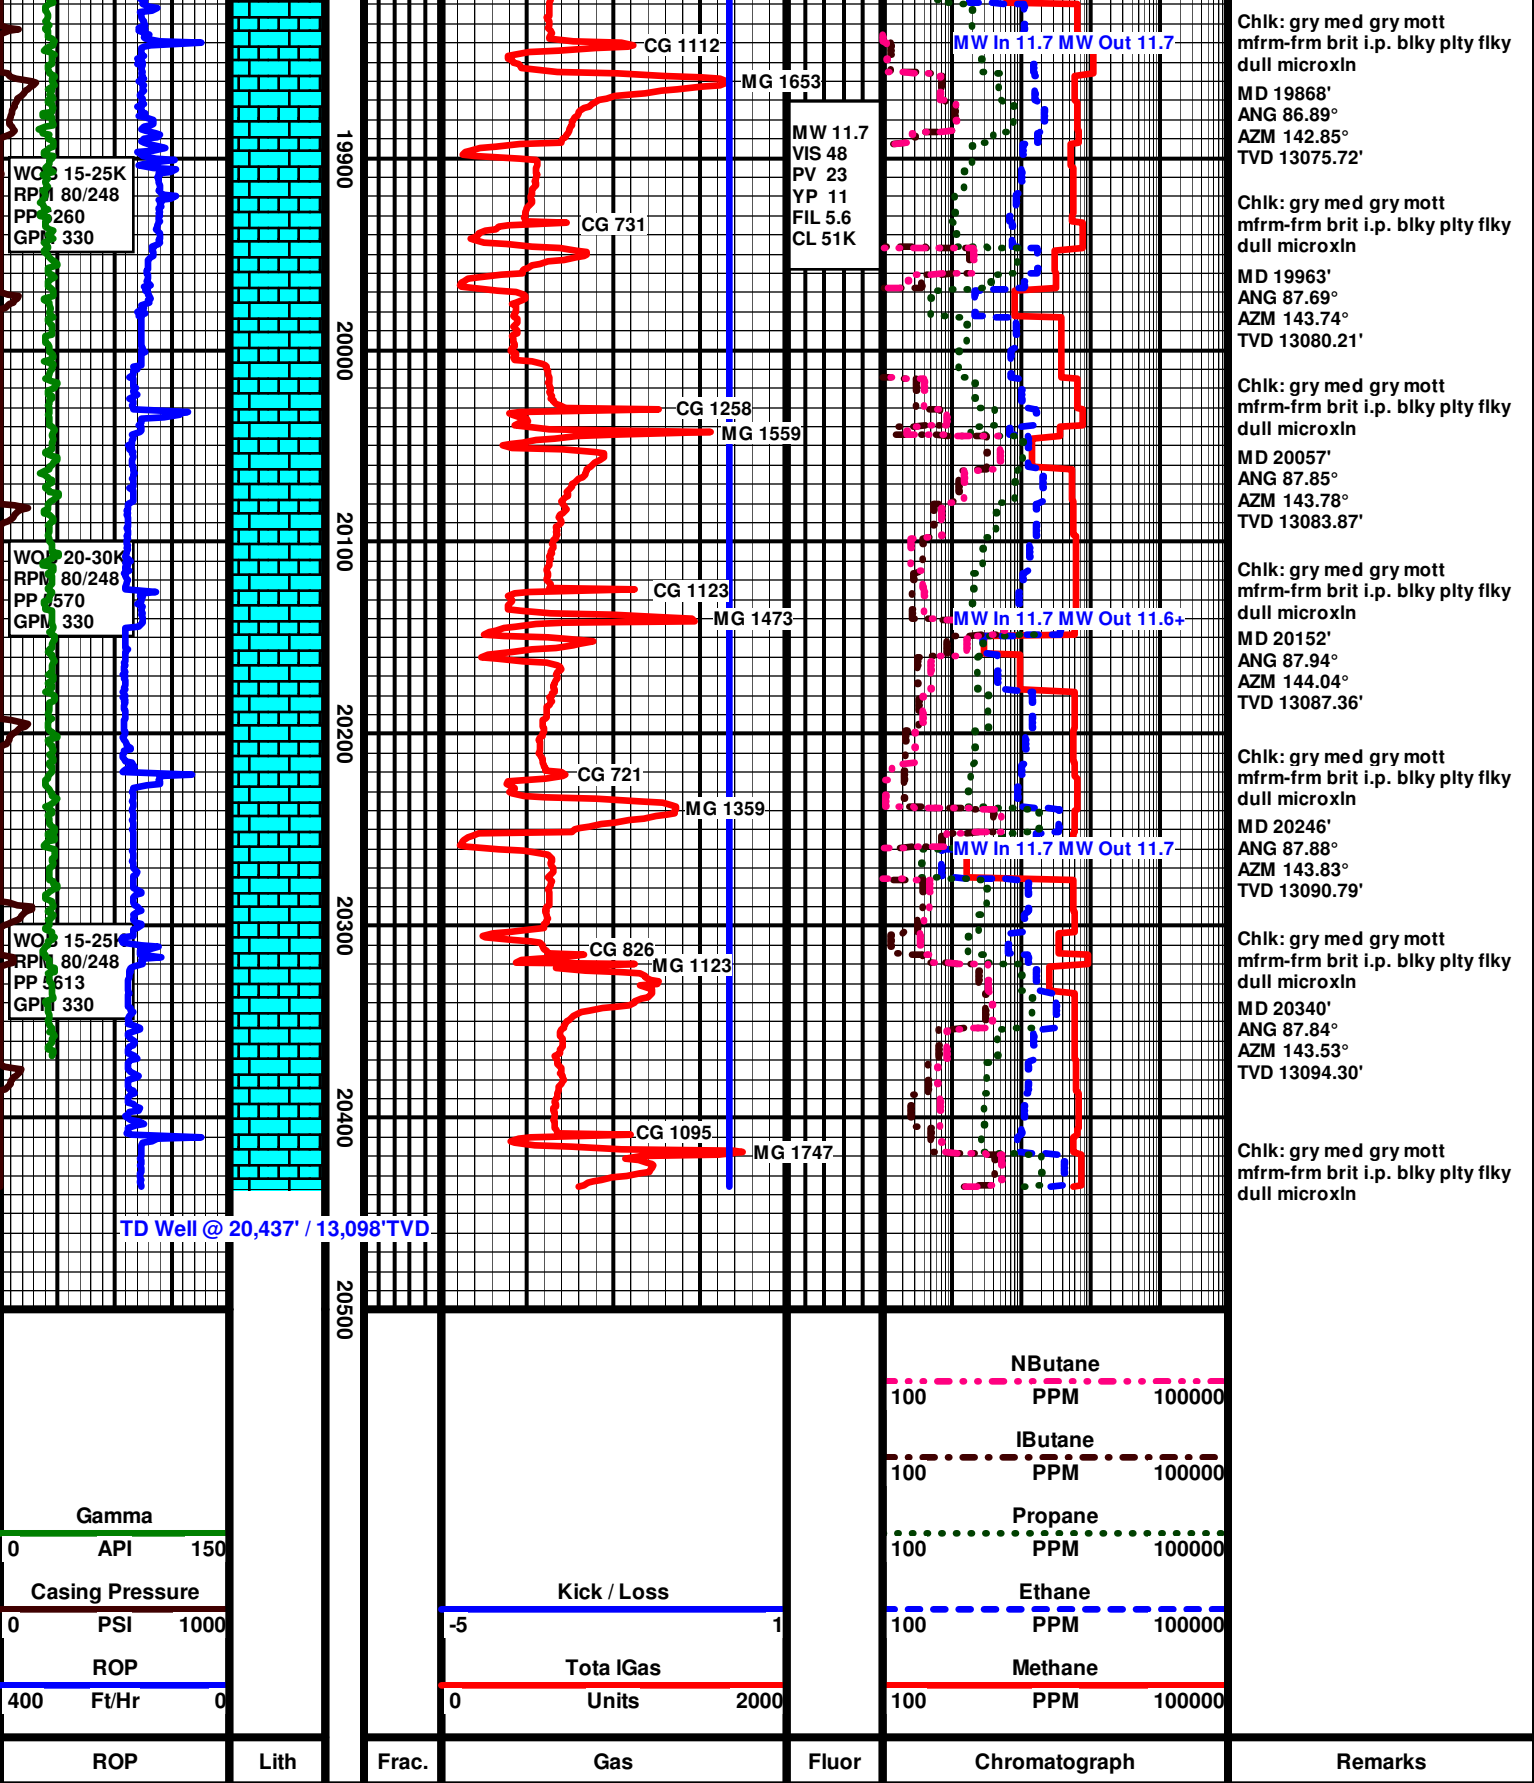 WOB 15-25K
RPM 80/248
260
GPM 330
WOB 20-30K
RPM 80/248
PP 570
GPM 330
WOB 15-25K
RPM 80/248
PP 5613
GPM 330
TD Well @ 20,437' / 13,098'TVD
19900
20000
20100
20200
20300
20400
20500
CG 1112
MG 1653
CG 731
CG 1258
MG 1559
CG 1123
MG 1473
CG 721
MG 1359
CG 826
MG 1123
CG 1095
MG 1747
MW 11.7
VIS 48
PV 23
YP 11
FIL 5.6
CL 51K
MW In 11.7 MW Out 11.7
MW In 11.7 MW Out 11.6+
MW In 11.7 MW Out 11.7
Chlk: gry med gry mott
mfrm-frm brit i.p. blky plty flky
dull microxln
MD 19868'
ANG 86.89°
AZM 142.85°
TVD 13075.72'
Chlk: gry med gry mott
mfrm-frm brit i.p. blky plty flky
dull microxln
MD 19963'
ANG 87.69°
AZM 143.74°
TVD 13080.21'
Chlk: gry med gry mott
mfrm-frm brit i.p. blky plty flky
dull microxln
MD 20057'
ANG 87.85°
AZM 143.78°
TVD 13083.87'
Chlk: gry med gry mott
mfrm-frm brit i.p. blky plty flky
dull microxln
MD 20152'
ANG 87.94°
AZM 144.04°
TVD 13087.36'
Chlk: gry med gry mott
mfrm-frm brit i.p. blky plty flky
dull microxln
MD 20246'
ANG 87.88°
AZM 143.83°
TVD 13090.79'
Chlk: gry med gry mott
mfrm-frm brit i.p. blky plty flky
dull microxln
MD 20340'
ANG 87.84°
AZM 143.53°
TVD 13094.30'
Chlk: gry med gry mott
mfrm-frm brit i.p. blky plty flky
dull microxln
Gamma
0 API 150
Casing Pressure
0 PSI 1000
ROP
400 Ft/Hr 0
Kick / Loss
-5 1
Tota lGas
0 Units 2000
NButane
100 PPM 100000
IButane
100 PPM 100000
Propane
100 PPM 100000
Ethane
100 PPM 100000
Methane
100 PPM 100000
ROP Lith Frac. Gas Fluor Chromatograph Remarks